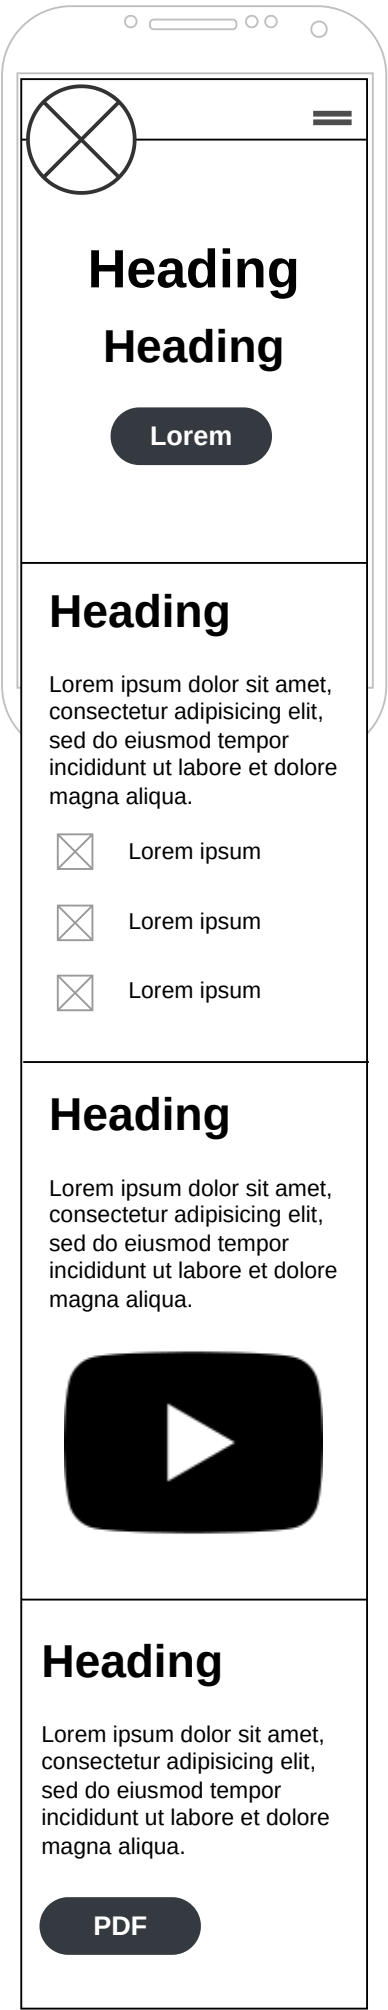 Heading
Heading
Lorem
Heading
Lorem ipsum dolor sit amet,
consectetur adipisicing elit,
sed do eiusmod tempor
incididunt ut labore et dolore
magna aliqua.
Lorem ipsum
Lorem ipsum
Lorem ipsum
Heading
Lorem ipsum dolor sit amet,
consectetur adipisicing elit,
sed do eiusmod tempor
incididunt ut labore et dolore
magna aliqua.
Heading
Lorem ipsum dolor sit amet,
consectetur adipisicing elit,
sed do eiusmod tempor
incididunt ut labore et dolore
magna aliqua.
PDF